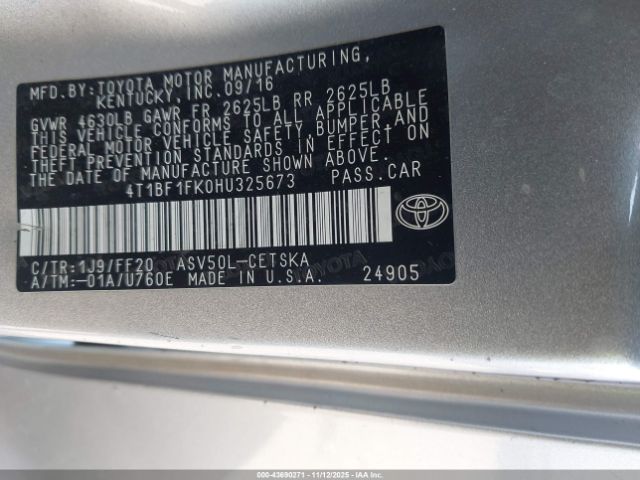 MFD.BY:TOYOTA MOTOR MANUFACTURING,
KENTUCKY, INC. 09/16
GVWR 4630LB GAWR FR 2625LB RR 2625LB
THIS VEHICLE CONFORMS TO ALL APPLICABLE
FEDERAL MOTOR VEHICLE SAFETY, BUMPER AND
THEFT PREVENTION STANDARDS IN EFFECT ON
THE DATE OF MANUFACTURE SHOWN ABOVE.
4T1BF1FK0HU325673 PASS.CAR
C/TR:1J9/FF20 ASV50L-CETSKA
A/TM:-01A/U760E MADE IN U.S.A. 24905
TOYOTA
000-43690271 - 11/12/2025 - IAAI.com